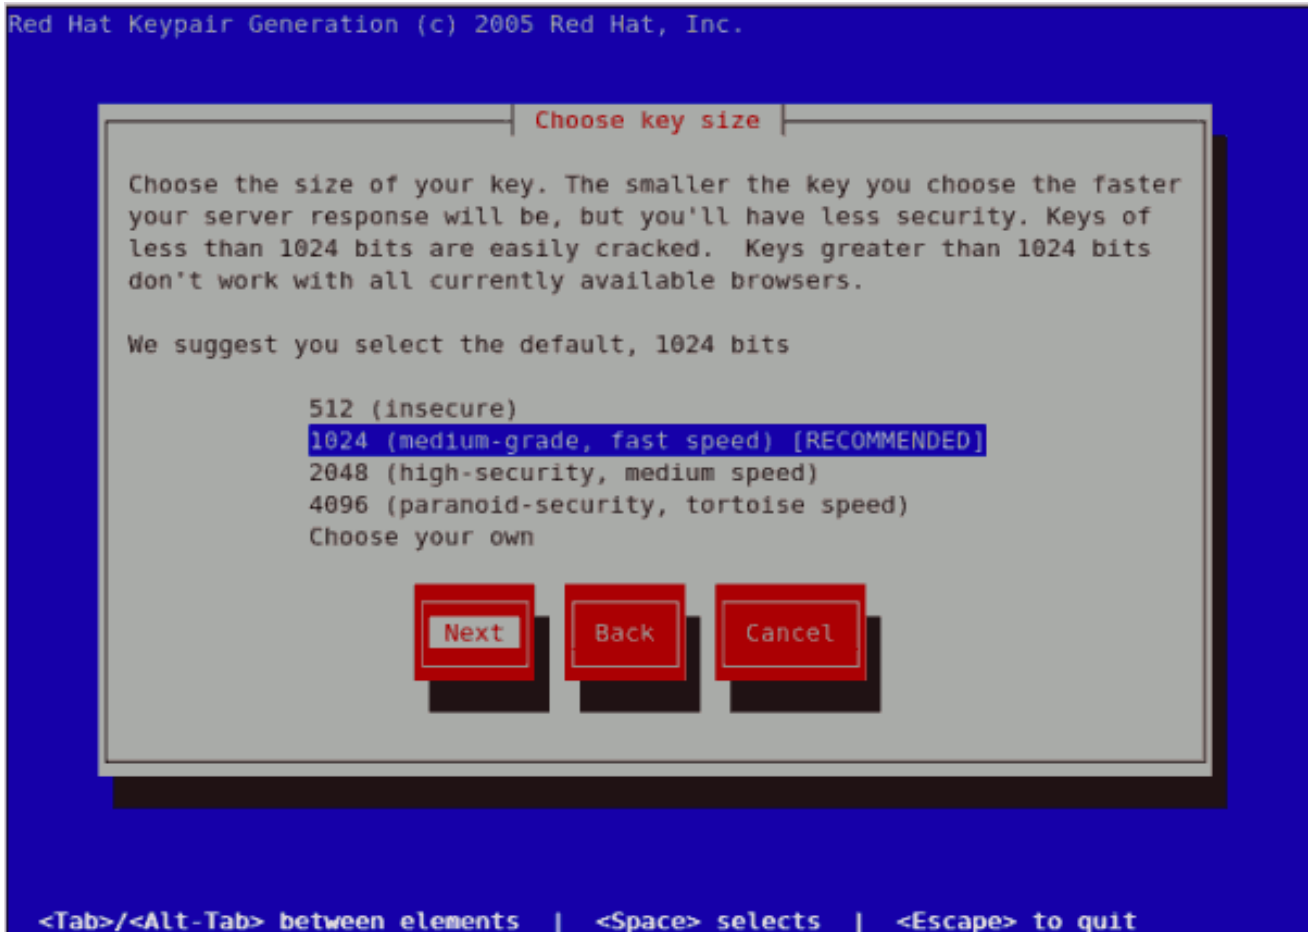 Red Hat Keypair Generation (c) 2005 Red Hat, Inc.
Choose key size
Choose the size of your key. The smaller the key you choose the faster
your server response will be, but you'll have less security. Keys of
less than 1024 bits are easily cracked.  Keys greater than 1024 bits
don't work with all currently available browsers.
We suggest you select the default, 1024 bits
512 (insecure)
1024 (medium-grade, fast speed) [RECOMMENDED]
2048 (high-security, medium speed)
4096 (paranoid-security, tortoise speed)
Choose your own
Next Back Cancel
<Tab>/<Alt-Tab> between elements  |  <Space> selects  |  <Escape> to quit